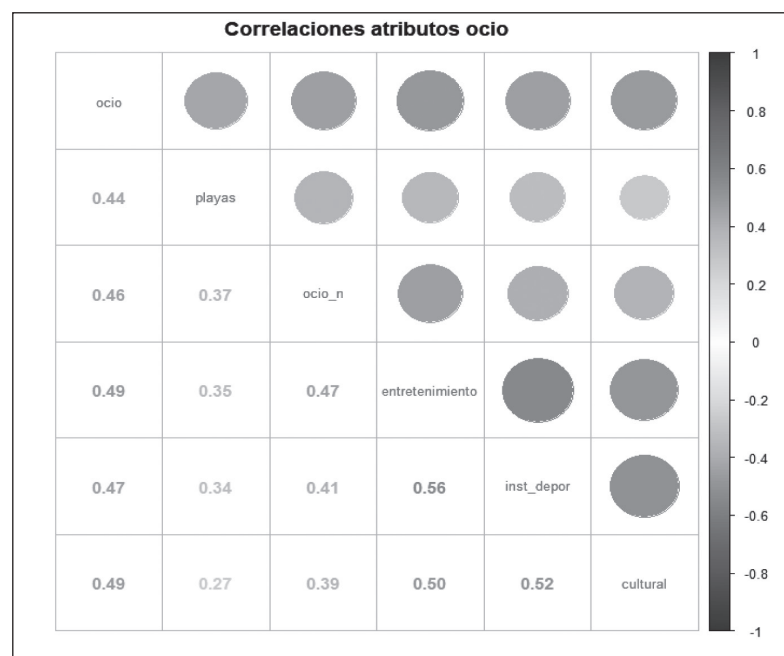 Correlaciones atributos ocio
ocio
0.44 playas
0.46 0.37 ocio_n
0.49 0.35 0.47 entretenimiento
0.47 0.34 0.41 0.56 inst_depor
0.49 0.27 0.39 0.50 0.52 cultural
1
0.8
0.6
0.4
0.2
0
-0.2
-0.4
-0.6
-0.8
-1